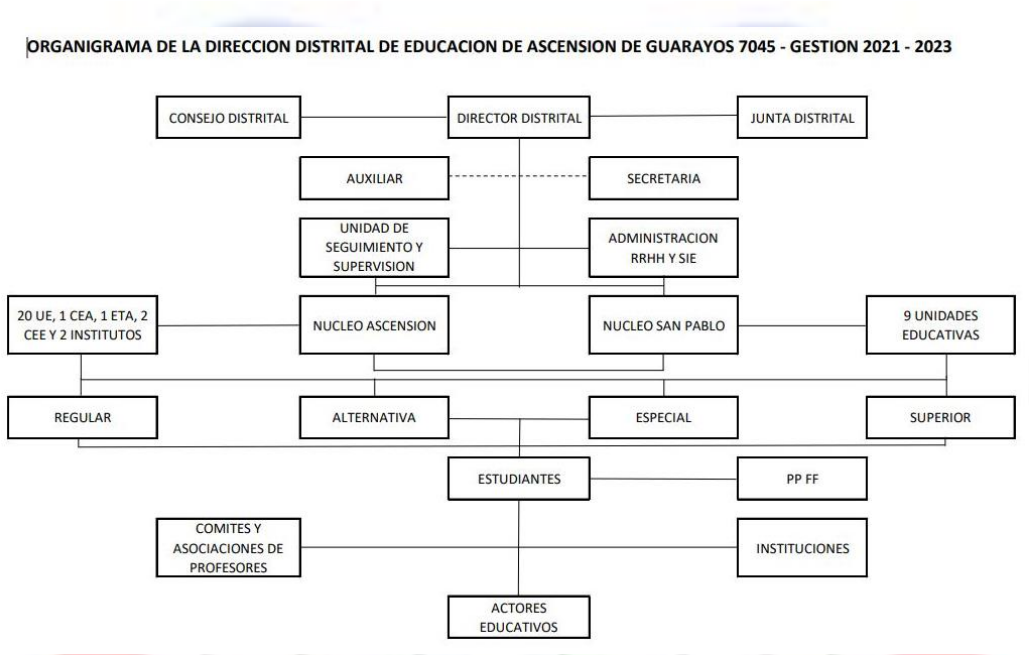 ORGANIGRAMA DE LA DIRECCION DISTRITAL DE EDUCACION DE ASCENSION DE GUARAYOS 7045 - GESTION 2021 - 2023
CONSEJO DISTRITAL
DIRECTOR DISTRITAL
JUNTA DISTRITAL
AUXILIAR
SECRETARIA
UNIDAD DE
SEGUIMIENTO Y
SUPERVISION
ADMINISTRACION
RRHH Y SIE
20 UE, 1 CEA, 1 ETA, 2
CEE Y 2 INSTITUTOS
NUCLEO ASCENSION
NUCLEO SAN PABLO
9 UNIDADES
EDUCATIVAS
REGULAR
ALTERNATIVA
ESPECIAL
SUPERIOR
ESTUDIANTES
PP FF
COMITES Y
ASOCIACIONES DE
PROFESORES
INSTITUCIONES
ACTORES
EDUCATIVOS